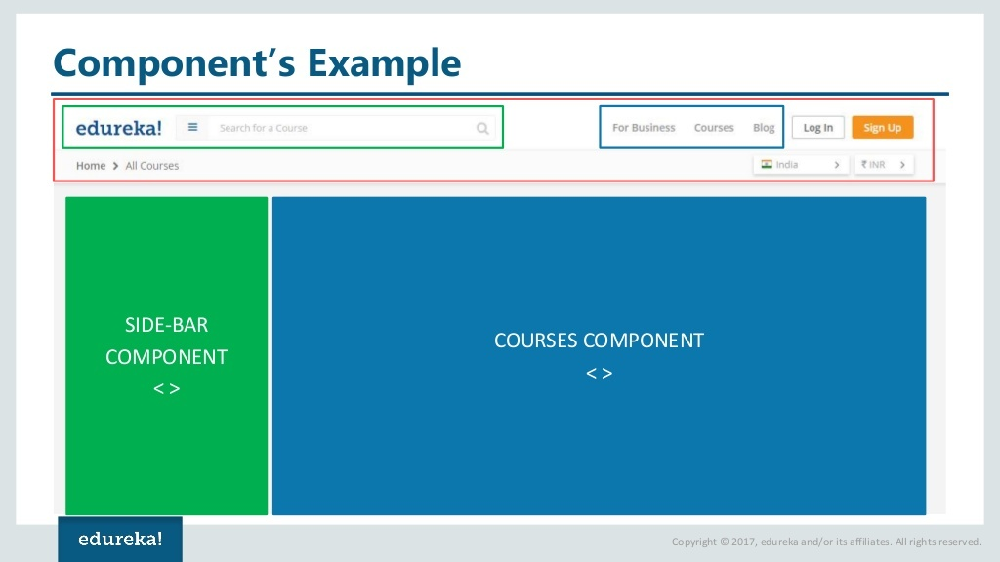 Component’s Example
edureka! Search for a Course For Business Courses Blog Log In Sign Up
Home > All Courses India > ₹ INR >
SIDE-BAR
COMPONENT
< >
COURSES COMPONENT
< >
edureka!
Copyright © 2017, edureka and/or its affiliates. All rights reserved.